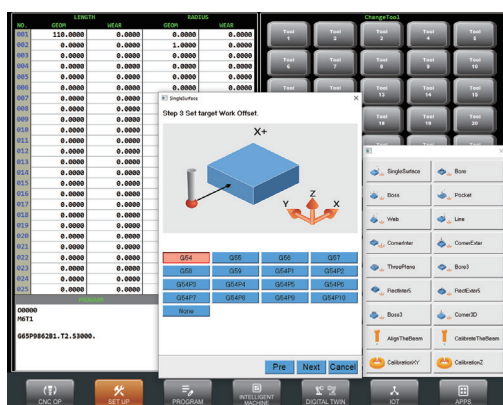 LENGTH RADIUS
NO. GEOM WEAR GEOM WEAR
001 110.0000 0.0000 0.0000 0.0000
002 0.0000 0.0000 1.0000 0.0000
003 0.0000 0.0000 0.0000 0.0000
004 0.0000 0.0000 0.0000 0.0000
005 0.0000 0.0000 0.0000 0.0000
006 0.0000 0.0000 0.0000 0.0000
007 0.0000 0.0000
008 0.0000 0.0000
009 0.0000 0.0000
010 0.0000 0.0000
011 0.0000 0.0000
012 0.0000 0.0000
013 0.0000 0.0000
014 0.0000 0.0000
015 0.0000 0.0000
016 0.0000 0.0000
017 0.0000 0.0000
018 0.0000 0.0000
019 0.0000 0.0000
020 0.0000 0.0000
021 0.0000 0.0000
022 0.0000 0.0000
023 0.0000 0.0000
024 0.0000 0.0000
025 0.0000 0.0000
PROGRAM
O0000
M6T1
G65P9862B1.T2.S3000.
ChangeTool
Tool 1 Tool 2 Tool 3 Tool 4 Tool 5
Tool 6 Tool 7 Tool 8 Tool 9 Tool 10
Tool 13 Tool 14 Tool 15
Tool 18 Tool 19 Tool 20
SingleSurface
Step 3 Set target Work Offset.
X+
Z
Y X
G54 G55 G56 G57
G58 G59 G54P1 G54P2
G54P3 G54P4 G54P5 G54P6
G54P7 G54P8 G54P9 G54P10
None
Pre Next Cancel
SingleSurface Bore
Boss Pocket
Web Line
CornerInter CornerExter
ThreePlane Bore3
RectInter5 RectExter5
Boss3 Corner3D
AlignTheBeam CalibrateTheBeam
CalibrationXY CalibrationZ
CNC OP SET UP PROGRAM INTELLIGENT MACHINE DIGITAL TWIN IOT APPS